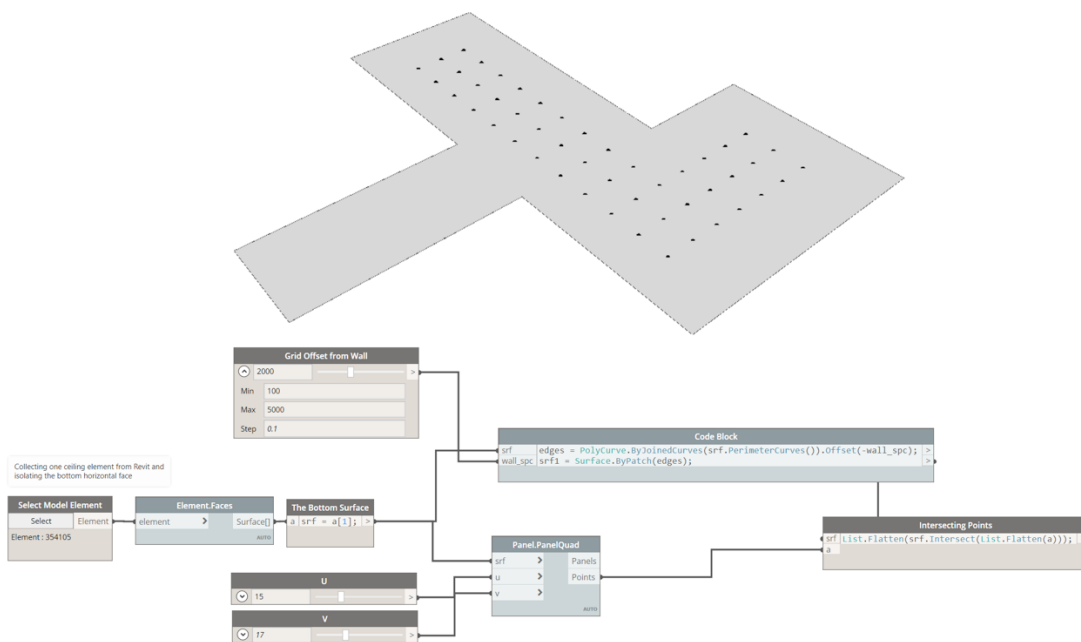 Grid Offset from Wall
2000 >
Min 100
Max 5000
Step 0.1
Code Block
srf edges = PolyCurve.ByJoinedCurves(srf.PerimeterCurves()).Offset(-wall_spc); >
wall_spc srf1 = Surface.ByPatch(edges); >
Collecting one ceiling element from Revit and
isolating the bottom horizontal face
Select Model Element
Select Element
Element : 354105
Element.Faces
element > Surface[]
AUTO
The Bottom Surface
a srf = a[1]; >
Panel.PanelQuad
srf > Panels
u > Points
v >
AUTO
Intersecting Points
srf List.Flatten(srf.Intersect(List.Flatten(a)));
a
U
15 >
V
17 >